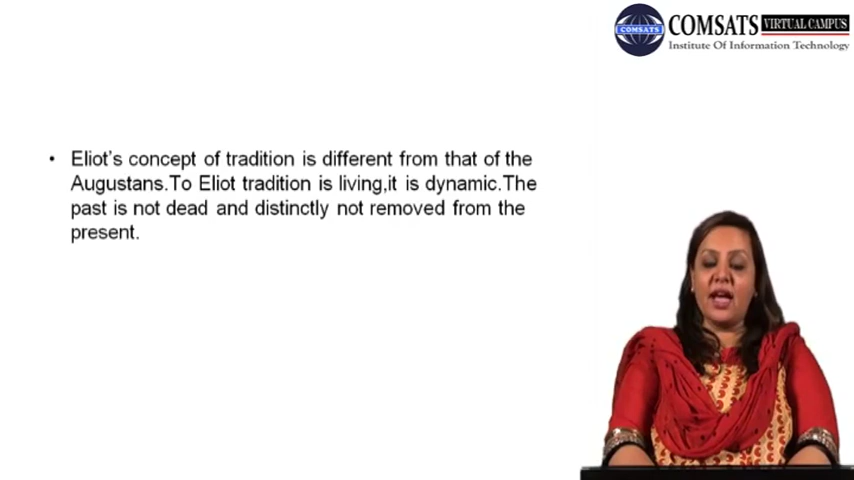 COMSATS VIRTUAL CAMPUS
COMSATS
Institute Of Information Technology
• Eliot's concept of tradition is different from that of the
Augustans.To Eliot tradition is living,it is dynamic.The
past is not dead and distinctly not removed from the
present.